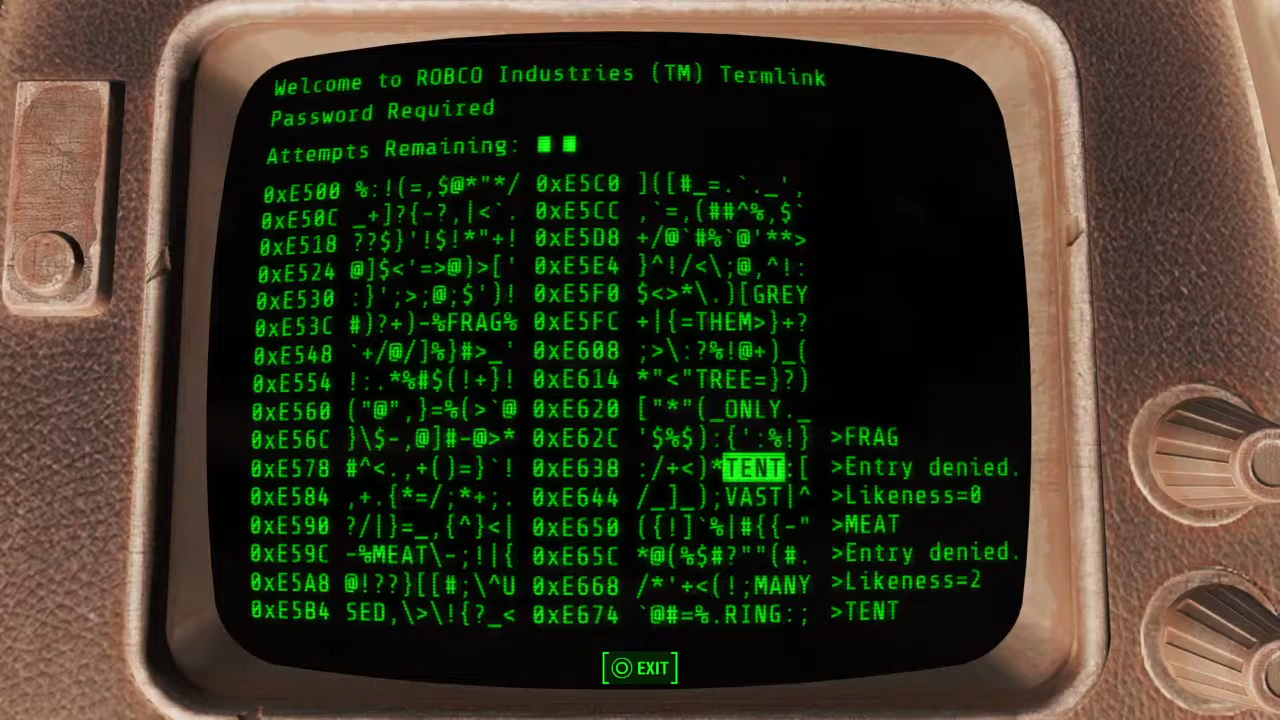 Welcome to ROBCO Industries (TM) Termlink
Password Required
Attempts Remaining: ■ ■
0xE500 %:!(=,$@*"*/ 0xE5C0 ]([#_=.`._',
0xE50C _+]?{-?,|<`. 0xE5CC ,`=,(##^%,$`
0xE518 ??$}'!$!*"+! 0xE5D8 +/@`#%`@'**>
0xE524 @]$<'=>@)>[' 0xE5E4 }^!/<\;@,^!:
0xE530 :}';>;@;$')! 0xE5F0 $<>*\.)[GREY
0xE53C #)?+)-%FRAG% 0xE5FC +|{=THEM>}+?
0xE548 `+/@/]%}#>_' 0xE608 ;>\:?%!@+)_(
0xE554 !:.*%#$(!+}! 0xE614 *"<"TREE=}?)
0xE560 ("@",}=%(>`@ 0xE620 ["*"(_ONLY._
0xE56C }\$-,@]#-@>* 0xE62C '$%$):{':%!} >FRAG
0xE578 #^<.,+()=}`! 0xE638 :/+<)*TENT:[ >Entry denied.
0xE584 ,+.{*=/;*+;. 0xE644 /_]_);VAST|^ >Likeness=0
0xE590 ?/|}=_,{^}<| 0xE650 ({!]`%|#{{-" >MEAT
0xE59C -%MEAT\-;!|{ 0xE65C *@(%$#?""(#. >Entry denied.
0xE5A8 @!??}[[#;\^U 0xE668 /*'+<(!;MANY >Likeness=2
0xE5B4 SED,\>\!{?_< 0xE674 `@#=%.RING:; >TENT
EXIT